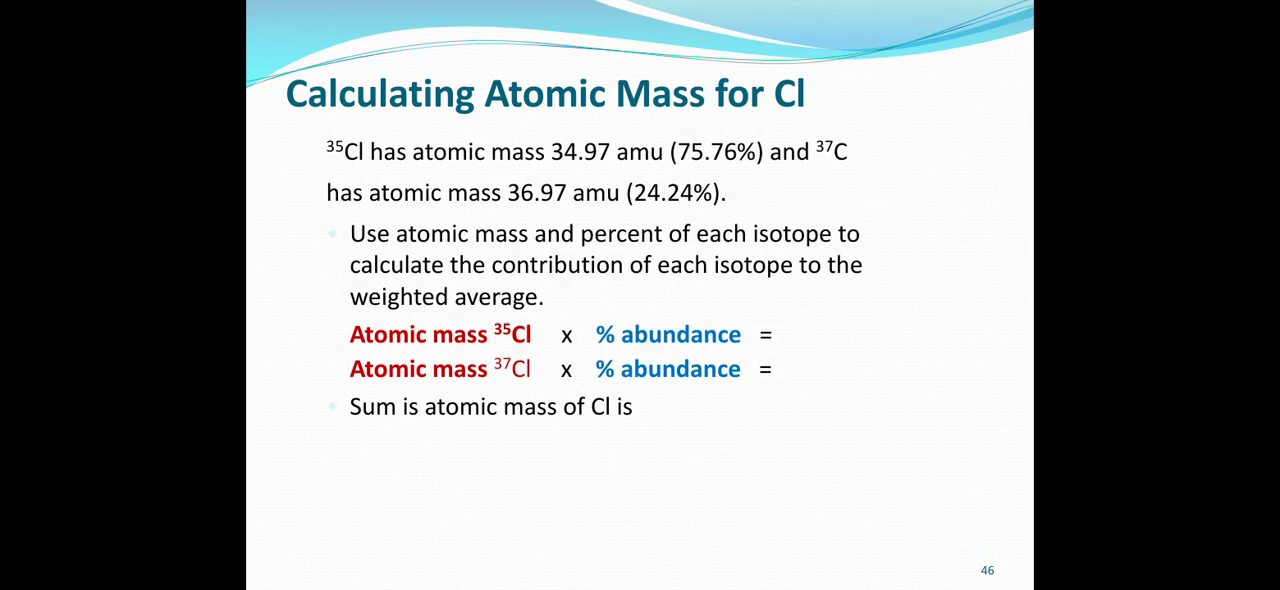 Calculating Atomic Mass for Cl
³⁵Cl has atomic mass 34.97 amu (75.76%) and ³⁷C
has atomic mass 36.97 amu (24.24%).
• Use atomic mass and percent of each isotope to
calculate the contribution of each isotope to the
weighted average.
Atomic mass ³⁵Cl x % abundance =
Atomic mass ³⁷Cl x % abundance =
• Sum is atomic mass of Cl is
46